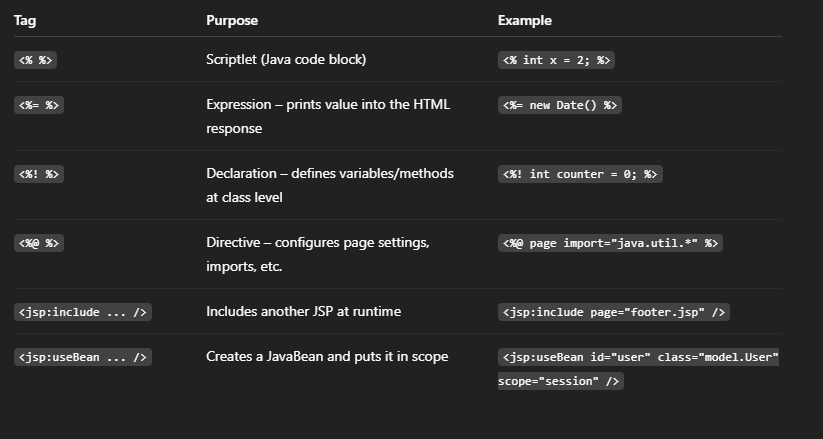 Tag Purpose Example
<% %> Scriptlet (Java code block) <% int x = 2; %>
<%= %> Expression – prints value into the HTML <%= new Date() %>
response
<%! %> Declaration – defines variables/methods <%! int counter = 0; %>
at class level
<%@ %> Directive – configures page settings, <%@ page import="java.util.*" %>
imports, etc.
<jsp:include ... /> Includes another JSP at runtime <jsp:include page="footer.jsp" />
<jsp:useBean ... /> Creates a JavaBean and puts it in scope <jsp:useBean id="user" class="model.User"
scope="session" />